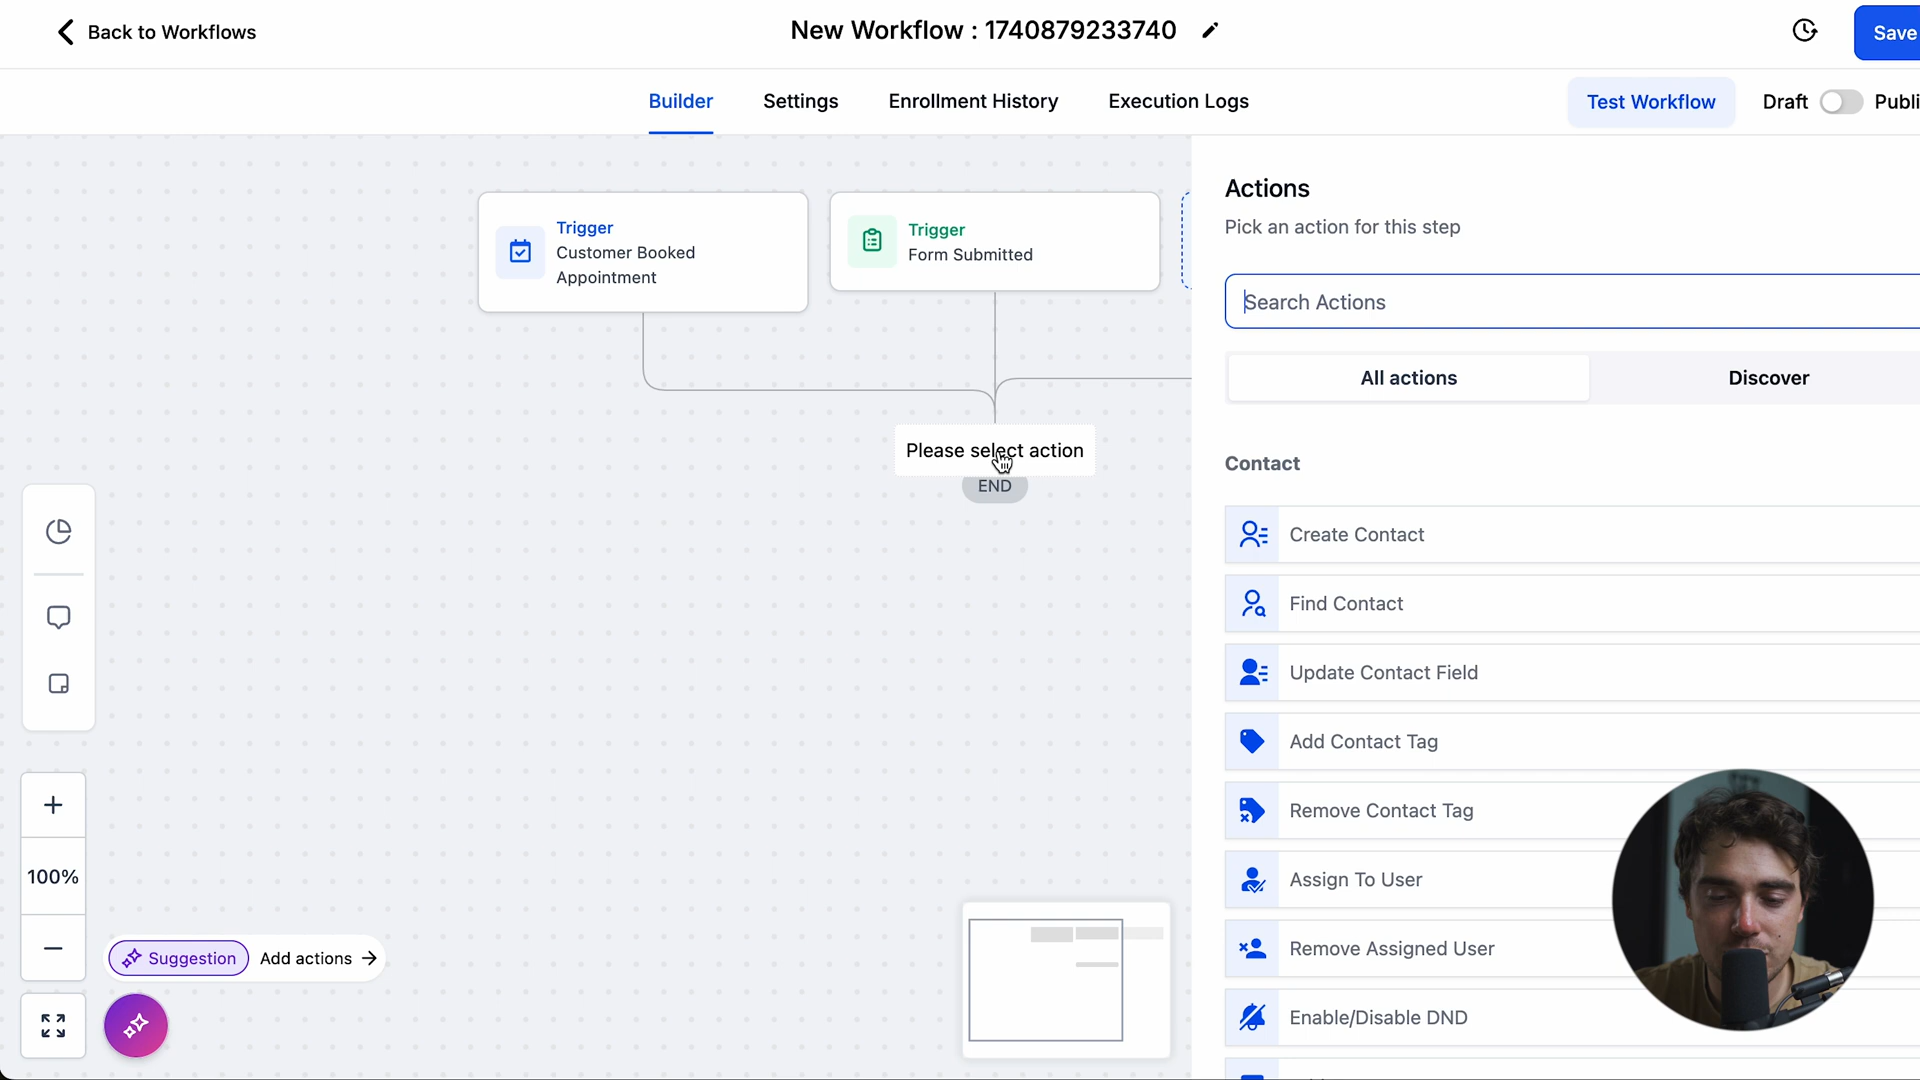 Back to Workflows
New Workflow : 1740879233740
Save
Builder
Settings
Enrollment History
Execution Logs
Test Workflow
Draft
Publi
Trigger
Customer Booked
Appointment
Trigger
Form Submitted
Please select action
END
100%
Suggestion
Add actions
Actions
Pick an action for this step
Search Actions
All actions
Discover
Contact
Create Contact
Find Contact
Update Contact Field
Add Contact Tag
Remove Contact Tag
Assign To User
Remove Assigned User
Enable/Disable DND